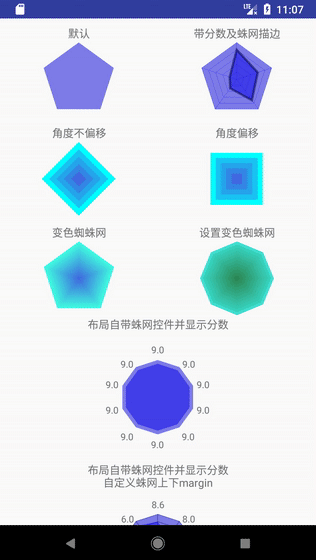 LTE 11:07
默认
带分数及蛛网描边
角度不偏移
角度偏移
变色蜘蛛网
设置变色蜘蛛网
布局自带蛛网控件并显示分数
9.0
9.0 9.0
9.0 9.0
9.0 9.0
9.0 9.0
9.0
布局自带蛛网控件并显示分数
自定义蛛网上下margin
8.6
6.0 8.0